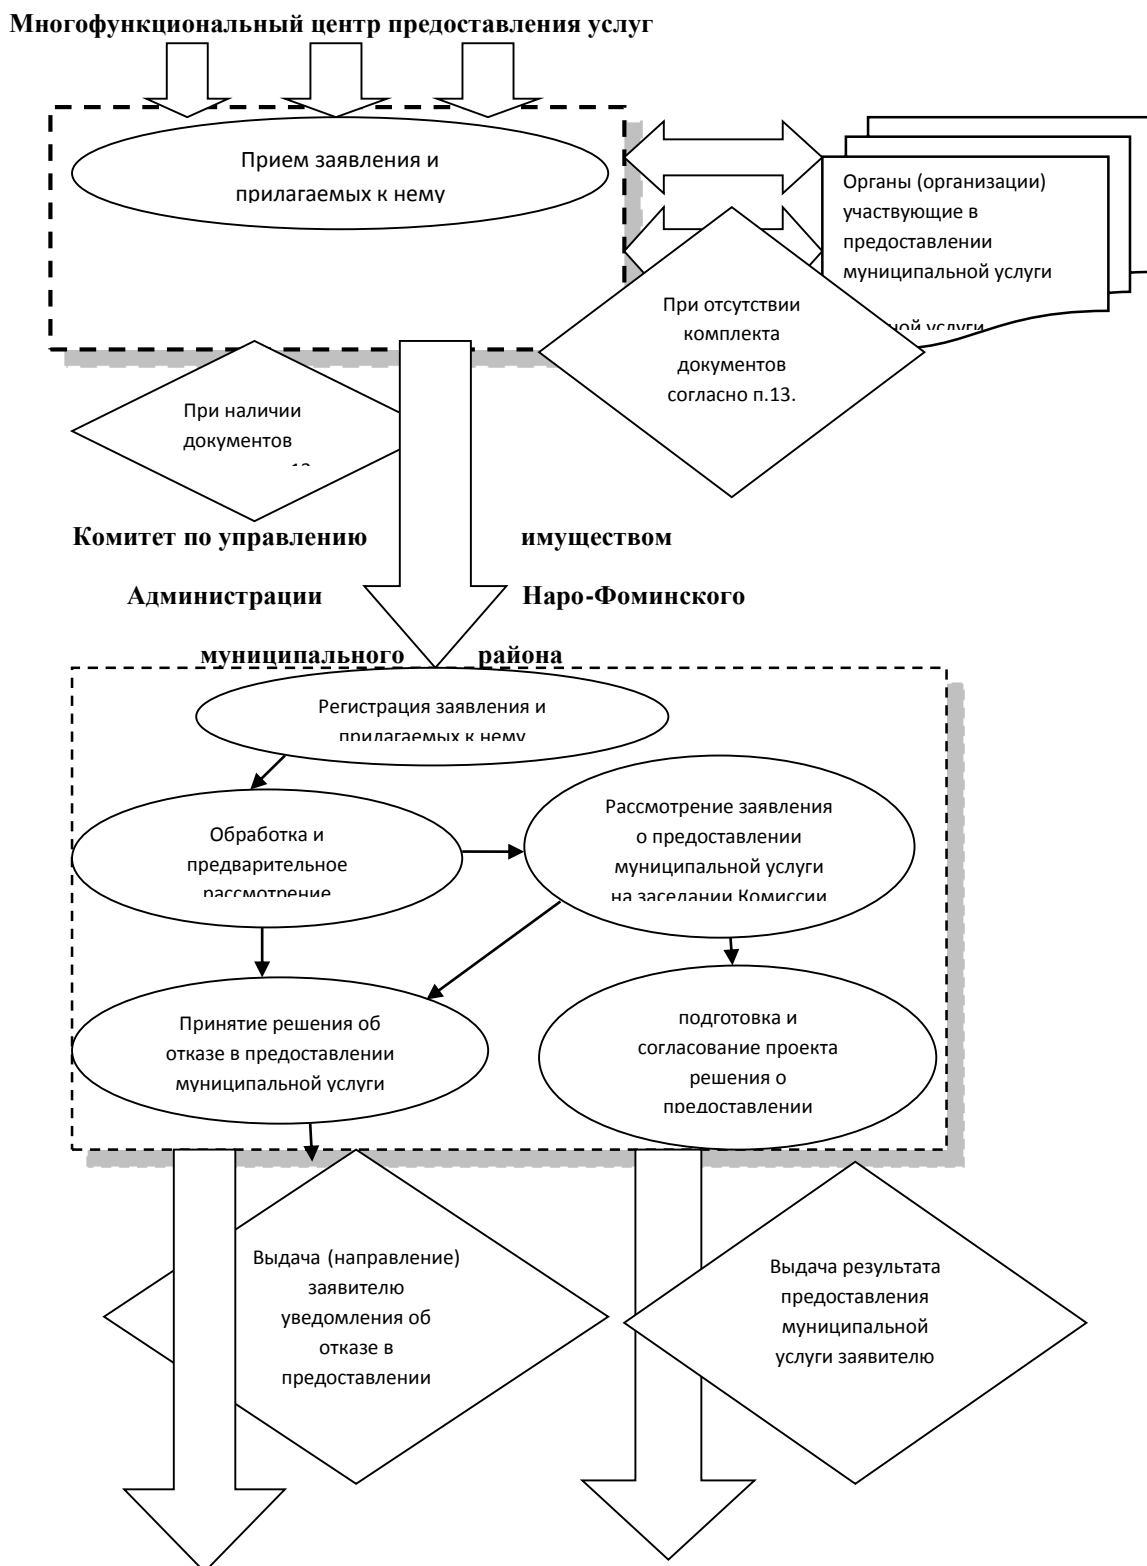 Многофункциональный центр предоставления услуг
Прием заявления и
прилагаемых к нему
Органы (организации)
участвующие в
предоставлении
муниципальной услуги
ной услуги
При отсутствии
комплекта
документов
согласно п.13.
При наличии
документов
Комитет по управлению имуществом
Администрации Наро-Фоминского
муниципального района
Регистрация заявления и
прилагаемых к нему
Рассмотрение заявления
о предоставлении
муниципальной услуги
на заседании Комиссии
Обработка и
предварительное
рассмотрение
Принятие решения об
отказе в предоставлении
муниципальной услуги
подготовка и
согласование проекта
решения о
предоставлении
Выдача (направление)
заявителю
уведомления об
отказе в
предоставлении
Выдача результата
предоставления
муниципальной
услуги заявителю